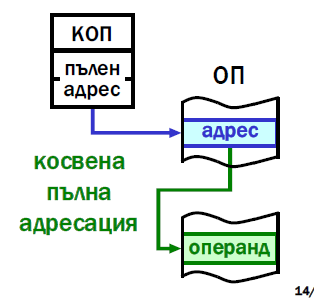 КОП
пълен
адрес
ОП
адрес
косвена
пълна
адресация
операнд
14/